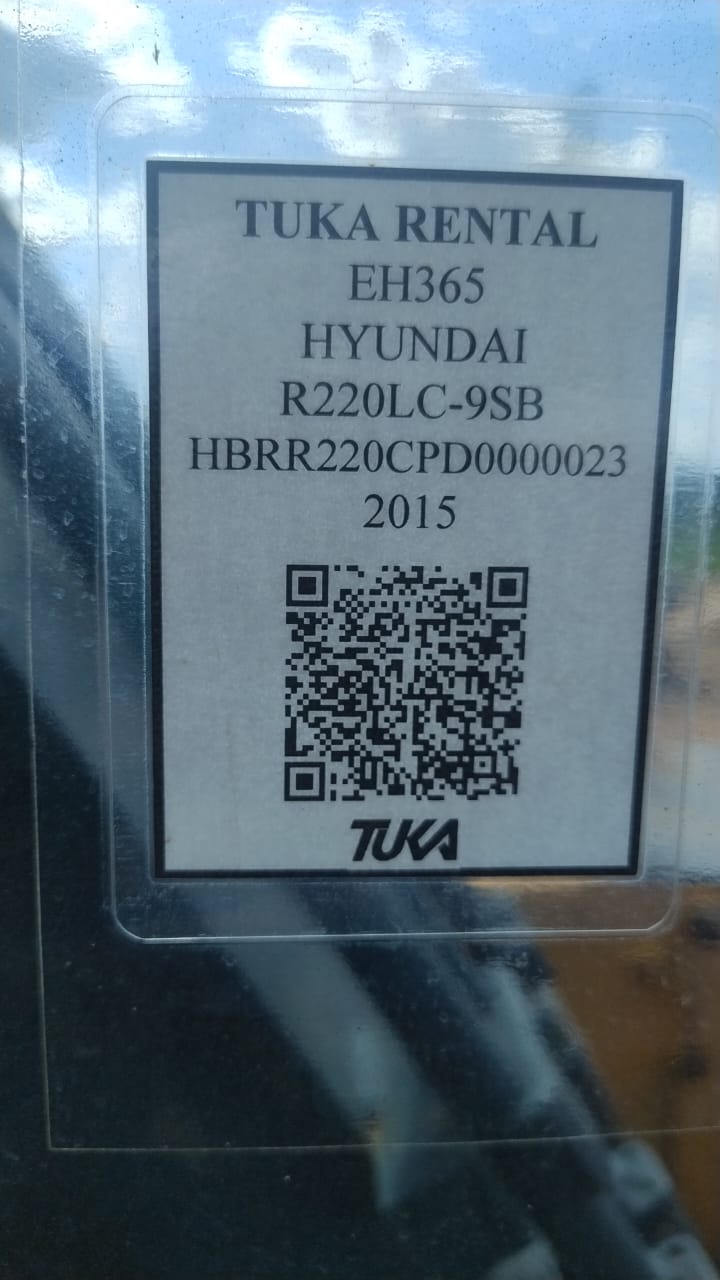 TUKA RENTAL
EH365
HYUNDAI
R220LC-9SB
HBRR220CPD0000023
2015
TUKA